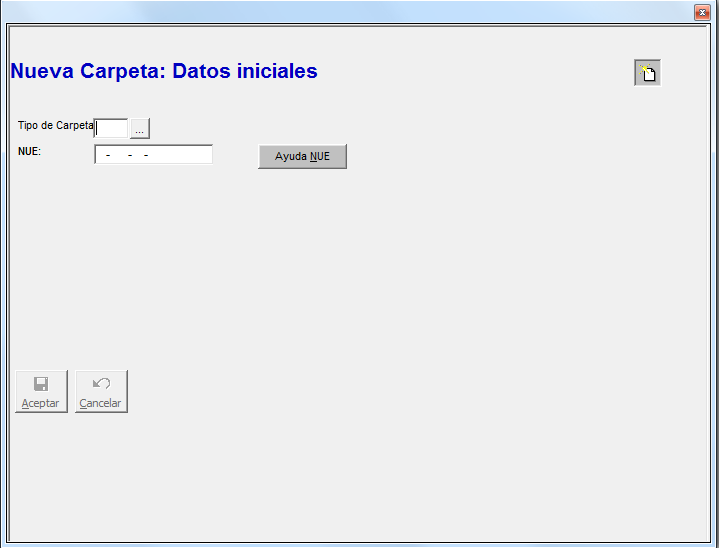 Nueva Carpeta: Datos iniciales
Tipo de Carpeta ...
NUE: - - - Ayuda NUE
Aceptar Cancelar